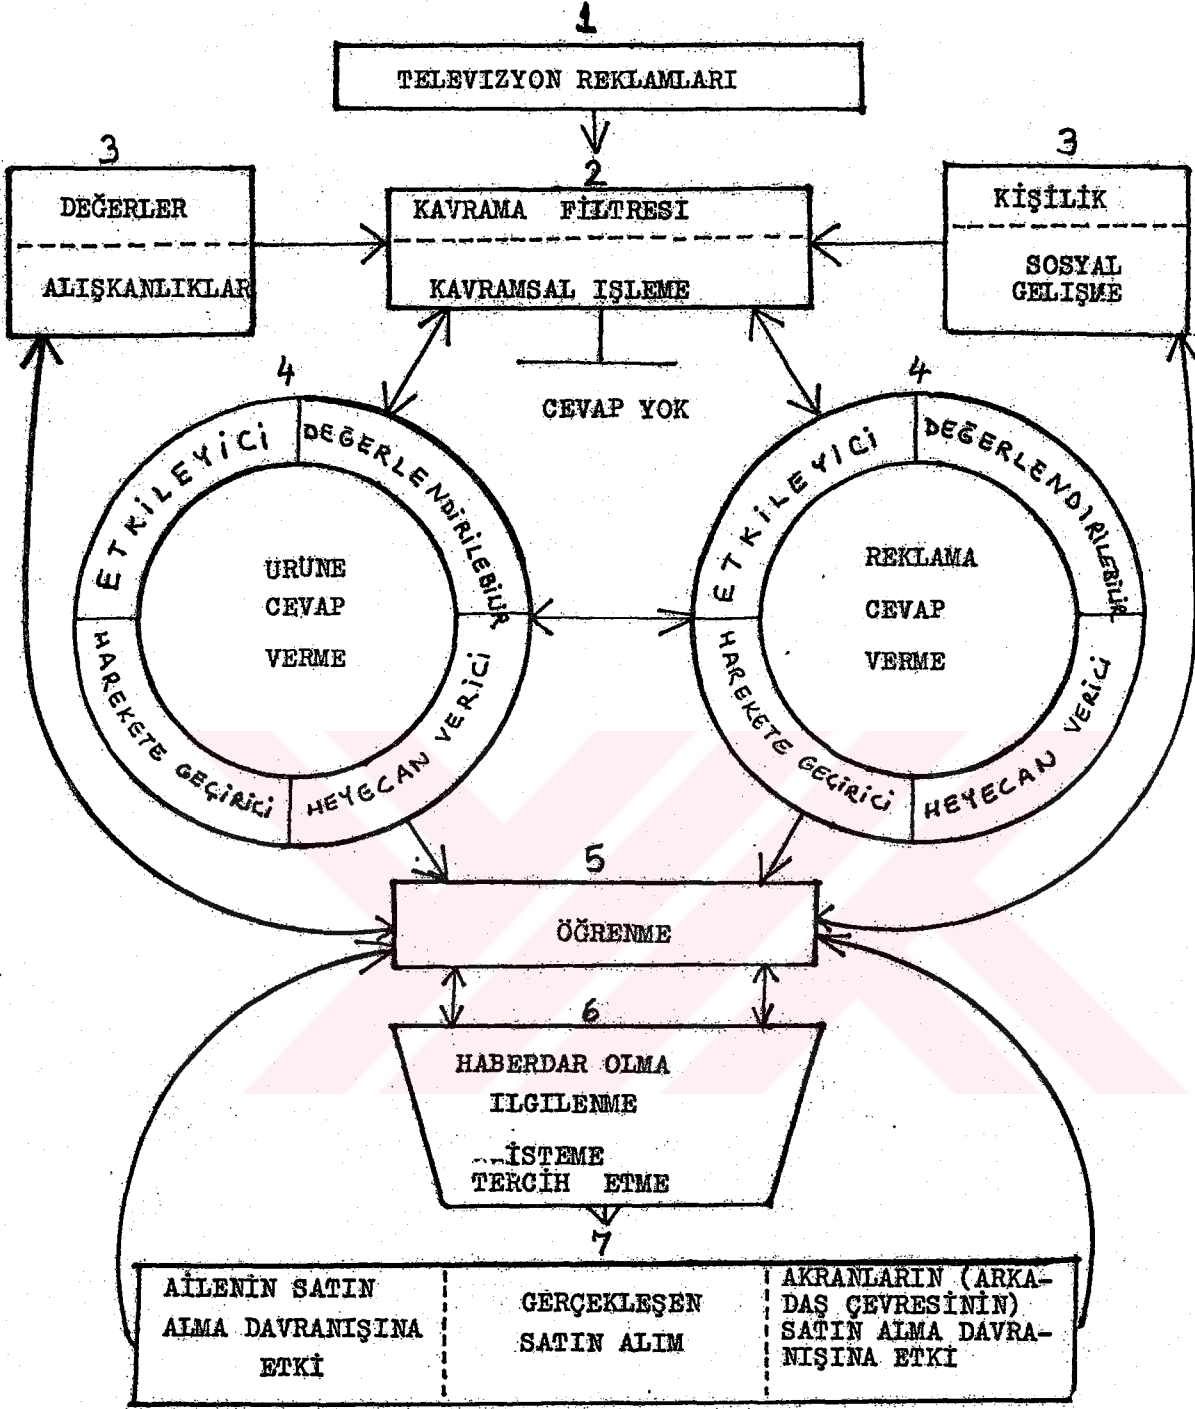 1
TELEVIZYON REKLAMLARI
2
3
DEĞERLER
ALIŞKANLIKLAR
KAVRAMA FİLTRESİ
KAVRAMSAL IŞLEME
3
KİŞİLİK
SOSYAL
GELIŞME
CEVAP YOK
4
ETKİLEYİCİ
DEĞERLENDİRİLEBİLİR
HAREKETE GEÇİRİCİ
HEYECAN VERİCİ
URÜNE
CEVAP
VERME
4
ETKİLEYİCİ
DEĞERLENDİRİLEBİLİR
HAREKETE GEÇİRİCİ
HEYECAN VERİCİ
REKLAMA
CEVAP
VERME
5
ÖĞRENME
6
HABERDAR OLMA
ILGILENME
İSTEME
TERCİH ETME
7
AİLENİN SATIN
ALMA DAVRANIŞINA
ETKİ
GERÇEKLEŞEN
SATIN ALIM
AKRANLARIN (ARKA-
DAŞ ÇEVRESİNİN)
SATIN ALMA DAVRA-
NIŞINA ETKİ